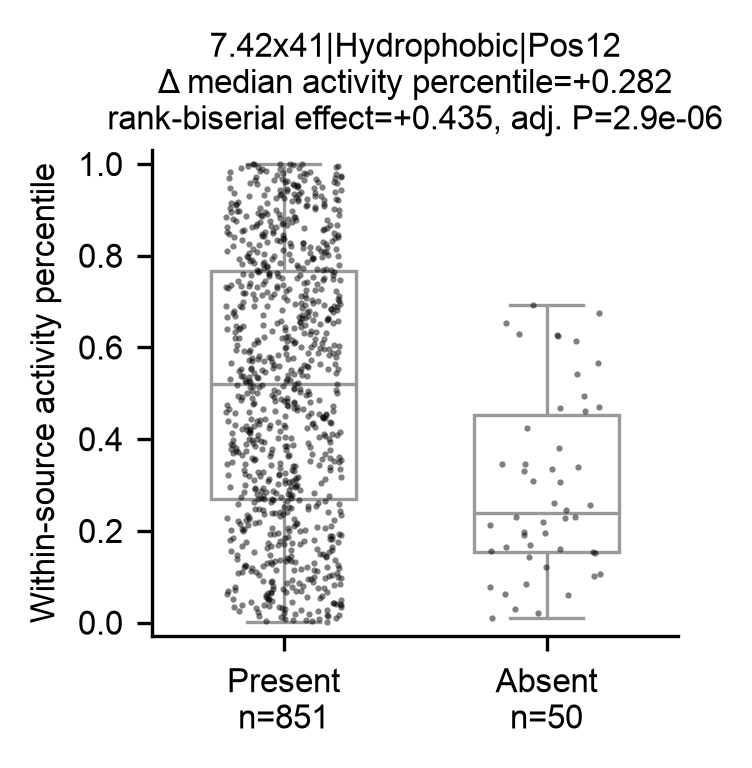 7.42x41|Hydrophobic|Pos12
Δ median activity percentile=+0.282
rank-biserial effect=+0.435, adj. P=2.9e-06
Within-source activity percentile
1.0
0.8
0.6
0.4
0.2
0.0
Present
n=851
Absent
n=50